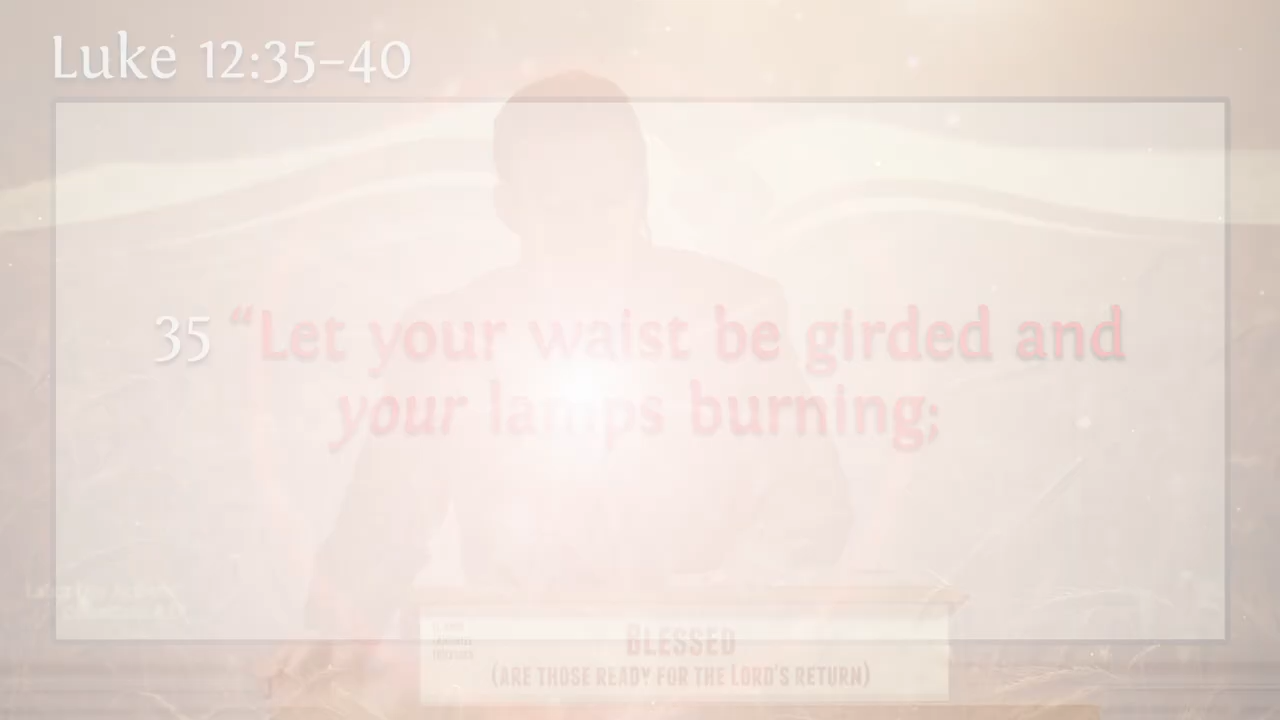 Luke 12:35–40
35 “Let your waist be girded and
your lamps burning;
BLESSED
(ARE THOSE READY FOR THE LORD'S RETURN)